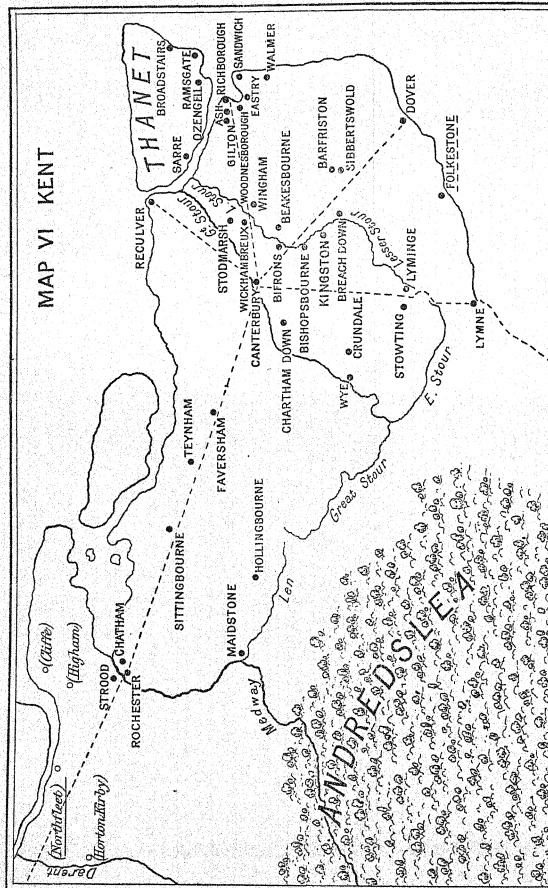 MAP VI KENT
THANET
BROADSTAIRS
RAMSGATE
OZENGELL
SARRE
RICHBOROUGH
ASH
SANDWICH
WALMER
EASTRY
GILTON
WOODNESBOROUGH
RECULVER
Gt. Stour
L. Stour
STODMARSH
WICKHAMBREUX
WINGHAM
BEAKESBOURNE
CANTERBURY
BIFRONS
BISHOPSBOURNE
BARFRISTON
SIBBERTSWOLD
DOVER
KINGSTON
BREACH DOWN
Lesser Stour
CHARTHAM DOWN
CRUNDALE
WYE
STOWTING
LYMINGE
FOLKESTONE
LYMNE
E. Stour
Great Stour
TEYNHAM
FAVERSHAM
SITTINGBOURNE
HOLLINGBOURNE
Len
MAIDSTONE
Medway
(Cliffe)
(Higham)
STROOD
CHATHAM
ROCHESTER
(Northfleet)
(Horton Kirby)
Darent
ANDREDSLEA